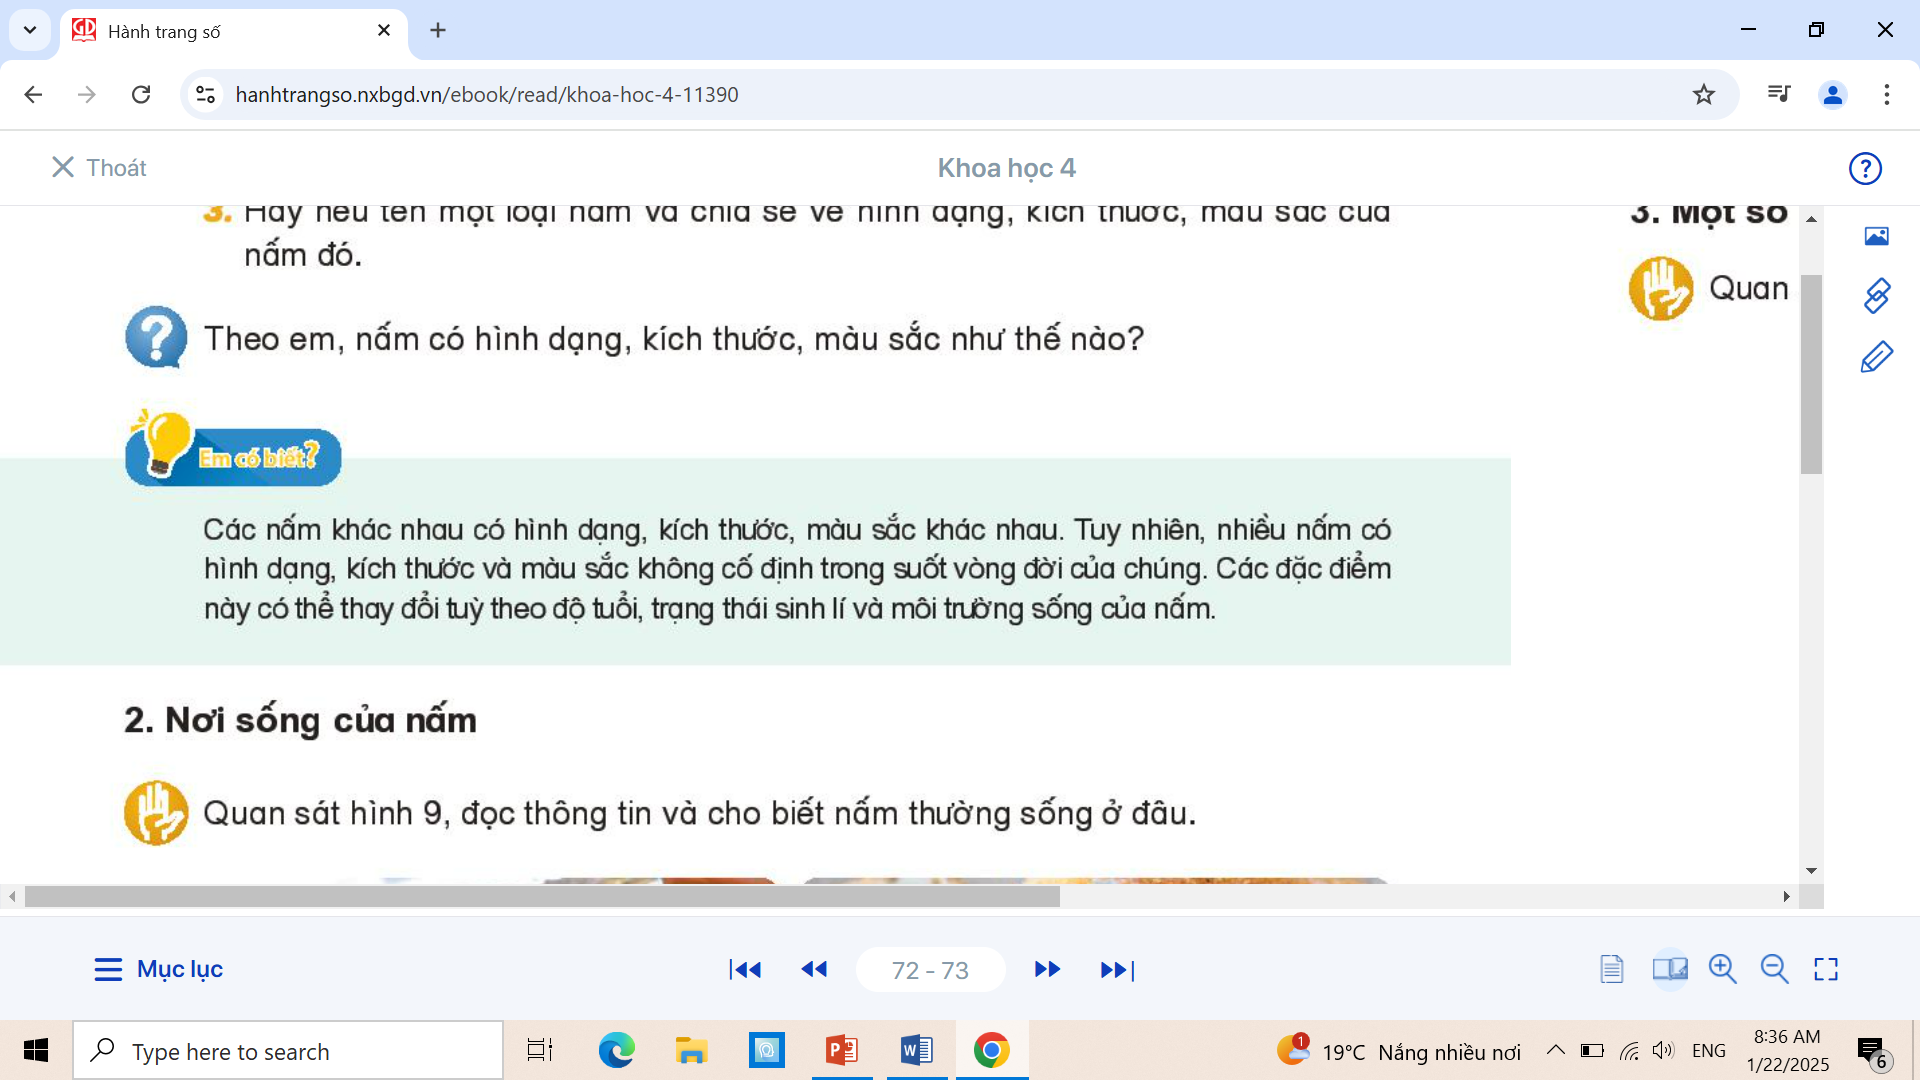 Hành trang số
hanhtrangso.nxbgd.vn/ebook/read/khoa-hoc-4-11390
Thoát
Khoa học 4
?
3. Hãy nêu tên một loại nấm và chia sẻ về hình dạng, kích thước, màu sắc của
nấm đó.
3. Một số
Quan
? Theo em, nấm có hình dạng, kích thước, màu sắc như thế nào?
Em có biết?
Các nấm khác nhau có hình dạng, kích thước, màu sắc khác nhau. Tuy nhiên, nhiều nấm có
hình dạng, kích thước và màu sắc không cố định trong suốt vòng đời của chúng. Các đặc điểm
này có thể thay đổi tuỳ theo độ tuổi, trạng thái sinh lí và môi trường sống của nấm.
2. Nơi sống của nấm
Quan sát hình 9, đọc thông tin và cho biết nấm thường sống ở đâu.
Mục lục
72 - 73
Type here to search
1
19°C Nắng nhiều nơi
ENG
8:36 AM
1/22/2025
6